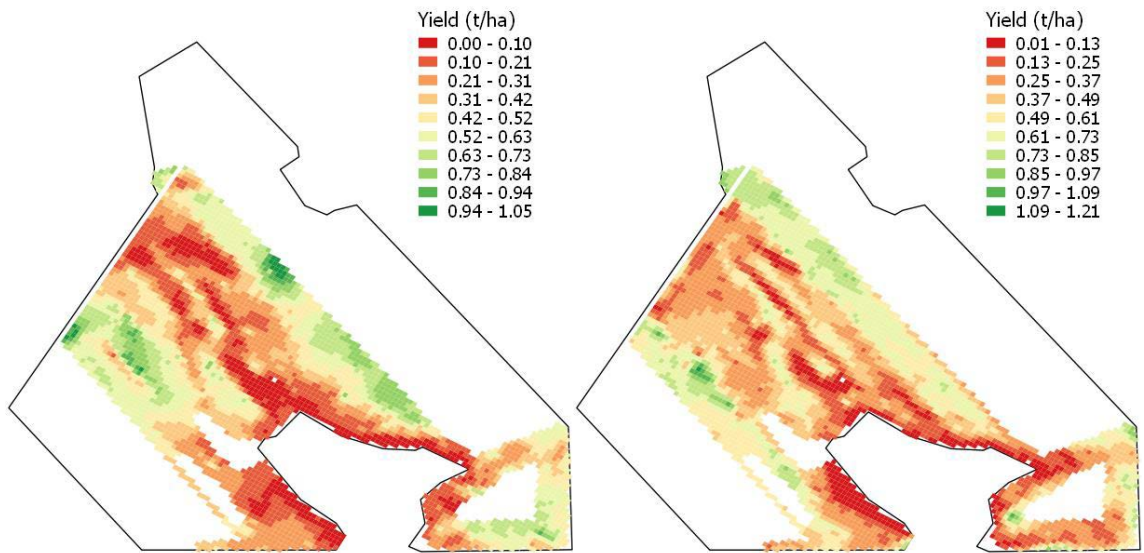 Yield (t/ha)
0.00 - 0.10
0.10 - 0.21
0.21 - 0.31
0.31 - 0.42
0.42 - 0.52
0.52 - 0.63
0.63 - 0.73
0.73 - 0.84
0.84 - 0.94
0.94 - 1.05
Yield (t/ha)
0.01 - 0.13
0.13 - 0.25
0.25 - 0.37
0.37 - 0.49
0.49 - 0.61
0.61 - 0.73
0.73 - 0.85
0.85 - 0.97
0.97 - 1.09
1.09 - 1.21